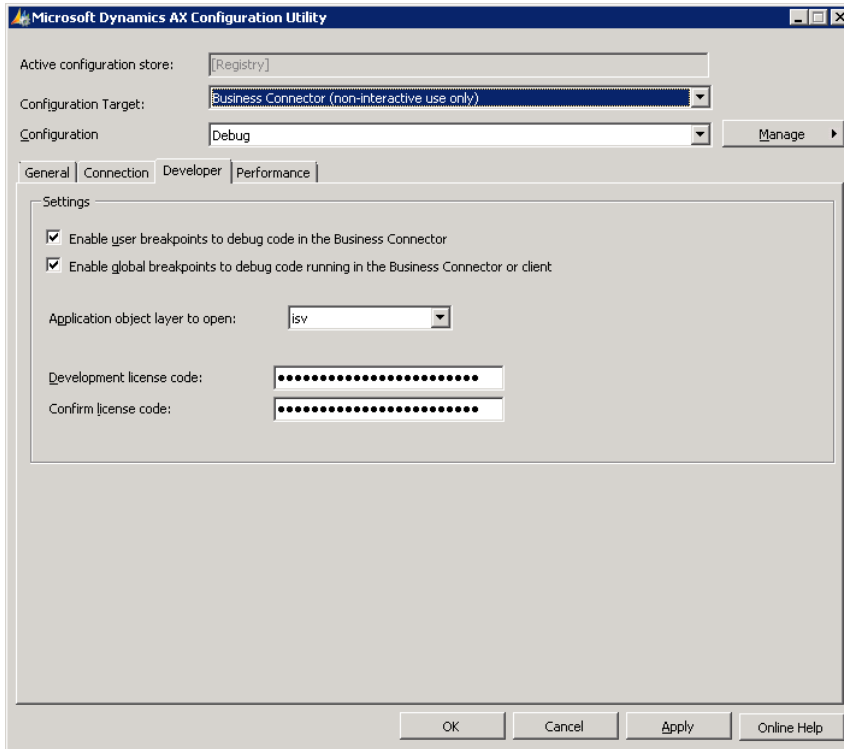 Microsoft Dynamics AX Configuration Utility
Active configuration store: [Registry]
Configuration Target: Business Connector (non-interactive use only)
Configuration Debug Manage
General Connection Developer Performance
Settings
Enable user breakpoints to debug code in the Business Connector
Enable global breakpoints to debug code running in the Business Connector or client
Application object layer to open: isv
Development license code: ●●●●●●●●●●●●●●●●●●●●●●●●
Confirm license code: ●●●●●●●●●●●●●●●●●●●●●●●●
OK Cancel Apply Online Help